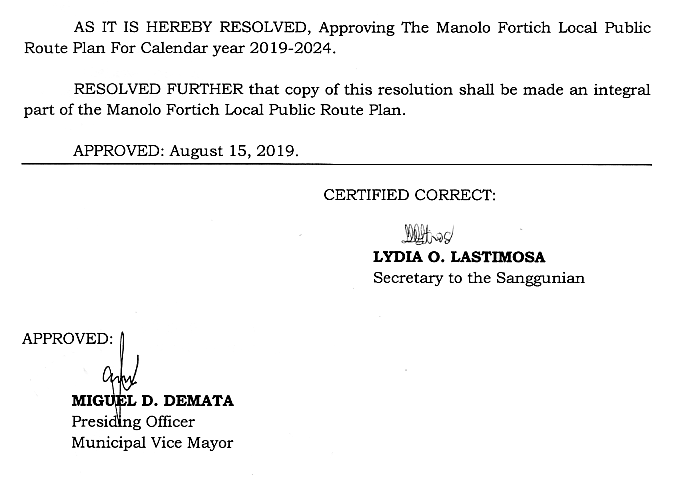 AS IT IS HEREBY RESOLVED, Approving The Manolo Fortich Local Public
Route Plan For Calendar year 2019-2024.
RESOLVED FURTHER that copy of this resolution shall be made an integral
part of the Manolo Fortich Local Public Route Plan.
APPROVED: August 15, 2019.
CERTIFIED CORRECT:
LYDIA O. LASTIMOSA
Secretary to the Sanggunian
APPROVED:
MIGUEL D. DEMATA
Presiding Officer
Municipal Vice Mayor